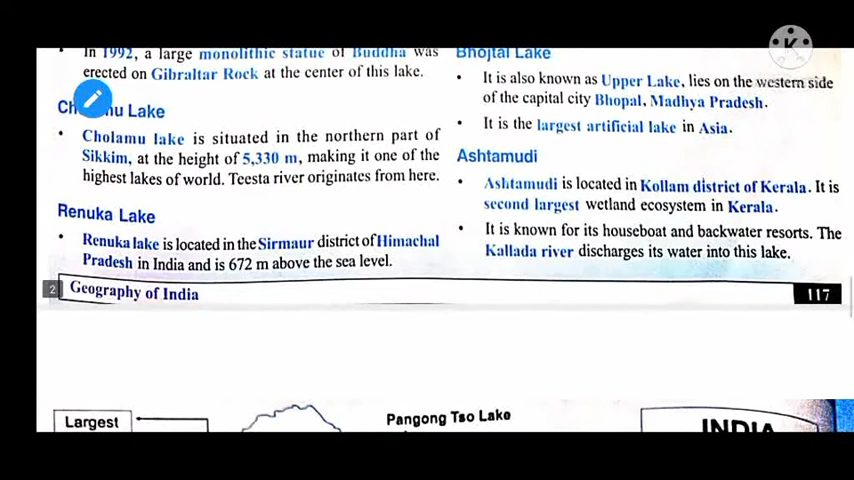 In 1992, a large monolithic statue of Buddha was
erected on Gibraltar Rock at the center of this lake.
Lake
• Cholamu lake is situated in the northern part of
Sikkim, at the height of 5,330 m, making it one of the
highest lakes of world. Teesta river originates from here.
Renuka Lake
• Renuka lake is located in the Sirmaur district of Himachal
Pradesh in India and is 672 m above the sea level.
Bhojtal Lake
• It is also known as Upper Lake, lies on the western side
of the capital city Bhopal, Madhya Pradesh.
• It is the largest artificial lake in Asia.
Ashtamudi
• Ashtamudi is located in Kollam district of Kerala. It is
second largest wetland ecosystem in Kerala.
• It is known for its houseboat and backwater resorts. The
Kallada river discharges its water into this lake.
2
Geography of India
117
Largest
Pangong Tso Lake
INDIA
K